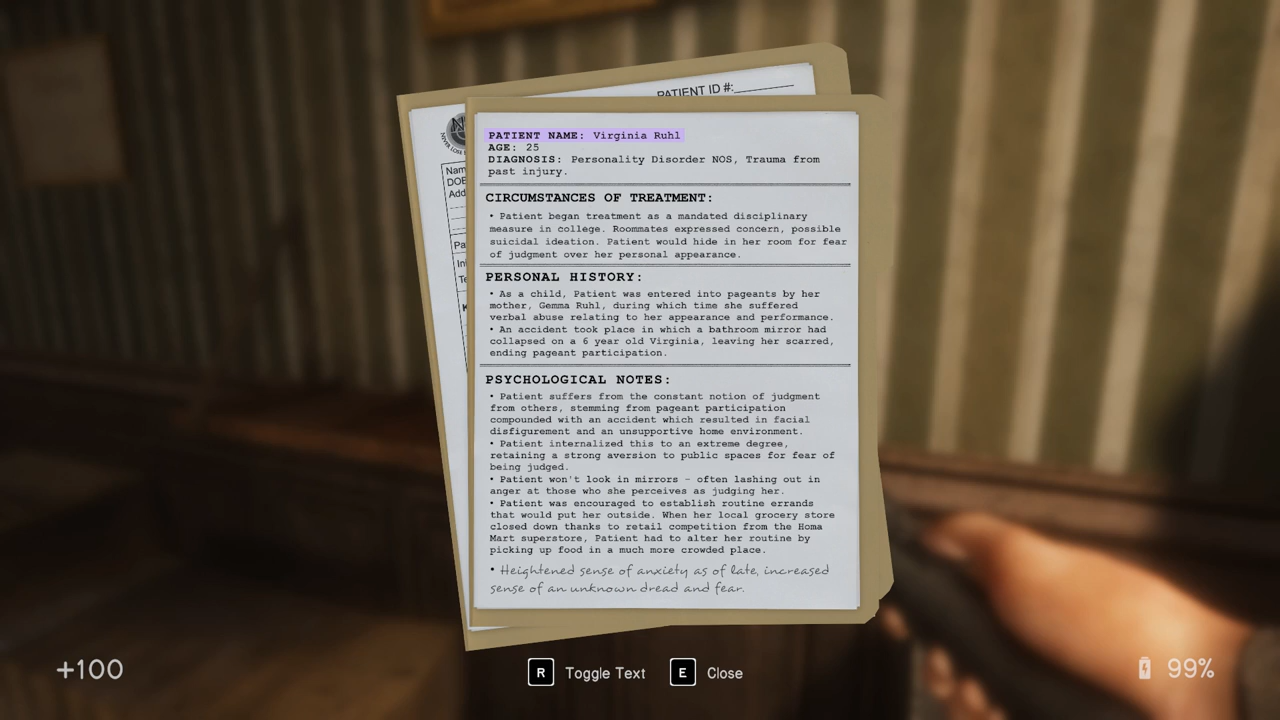 PATIENT ID #:
PATIENT NAME: Virginia Ruhl
AGE: 25
DIAGNOSIS: Personality Disorder NOS, Trauma from
past injury.
CIRCUMSTANCES OF TREATMENT:
• Patient began treatment as a mandated disciplinary
measure in college. Roommates expressed concern, possible
suicidal ideation. Patient would hide in her room for fear
of judgment over her personal appearance.
PERSONAL HISTORY:
• As a child, Patient was entered into pageants by her
mother, Gemma Ruhl, during which time she suffered
verbal abuse relating to her appearance and performance.
• An accident took place in which a bathroom mirror had
collapsed on a 6 year old Virginia, leaving her scarred,
ending pageant participation.
PSYCHOLOGICAL NOTES:
• Patient suffers from the constant notion of judgment
from others, stemming from pageant participation
compounded with an accident which resulted in facial
disfigurement and an unsupportive home environment.
• Patient internalized this to an extreme degree,
retaining a strong aversion to public spaces for fear of
being judged.
• Patient won't look in mirrors – often lashing out in
anger at those who she perceives as judging her.
• Patient was encouraged to establish routine errands
that would put her outside. When her local grocery store
closed down thanks to retail competition from the Homa
Mart superstore, Patient had to alter her routine by
picking up food in a much more crowded place.
• Heightened sense of anxiety as of late, increased
sense of an unknown dread and fear.
+100
R Toggle Text E Close
99%